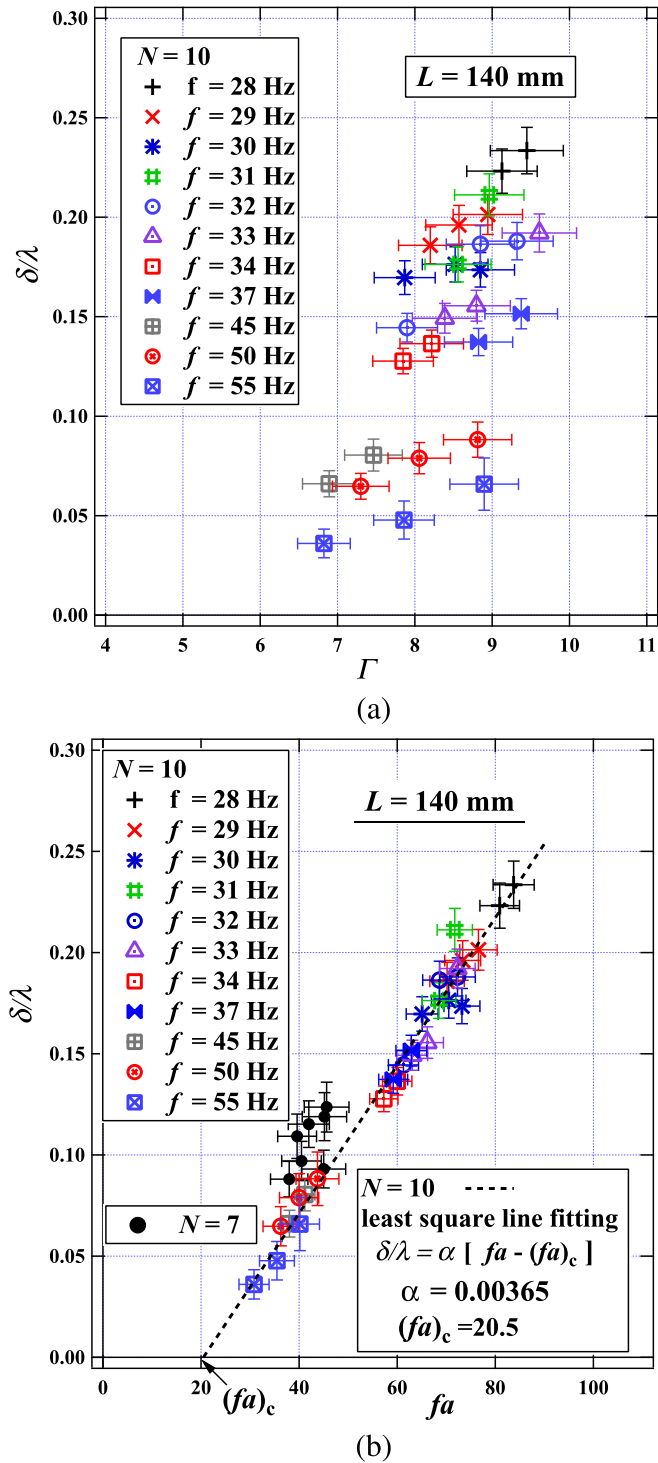 0.30
0.25
0.20
0.15
0.10
0.05
0.00
δ/λ
N = 10
f = 28 Hz
f = 29 Hz
f = 30 Hz
f = 31 Hz
f = 32 Hz
f = 33 Hz
f = 34 Hz
f = 37 Hz
f = 45 Hz
f = 50 Hz
f = 55 Hz
L = 140 mm
4 5 6 7 8 9 10 11
Γ
(a)
0.30
0.25
0.20
0.15
0.10
0.05
0.00
δ/λ
N = 10
f = 28 Hz
f = 29 Hz
f = 30 Hz
f = 31 Hz
f = 32 Hz
f = 33 Hz
f = 34 Hz
f = 37 Hz
f = 45 Hz
f = 50 Hz
f = 55 Hz
L = 140 mm
N = 7
N = 10
least square line fitting
δ/λ = α [ fa - (fa)c ]
α = 0.00365
(fa)c =20.5
0 20 40 60 80 100
(fa)c
fa
(b)